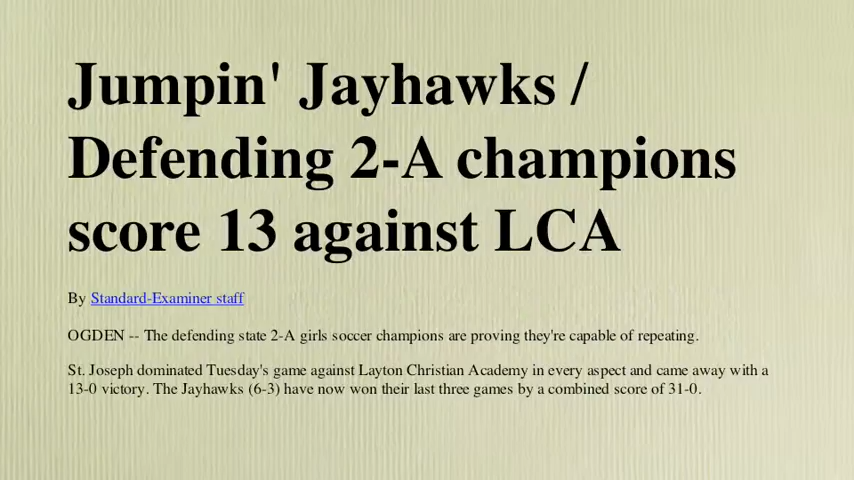 Jumpin' Jayhawks /
Defending 2-A champions
score 13 against LCA
By Standard-Examiner staff
OGDEN -- The defending state 2-A girls soccer champions are proving they're capable of repeating.
St. Joseph dominated Tuesday's game against Layton Christian Academy in every aspect and came away with a
13-0 victory. The Jayhawks (6-3) have now won their last three games by a combined score of 31-0.